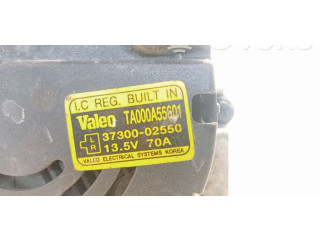 I.C REG. BUILT IN
Valeo TA000A55601
L R 37300-02550
13.5V 70A
VALEO ELECTRICAL SYSTEMS KOREA